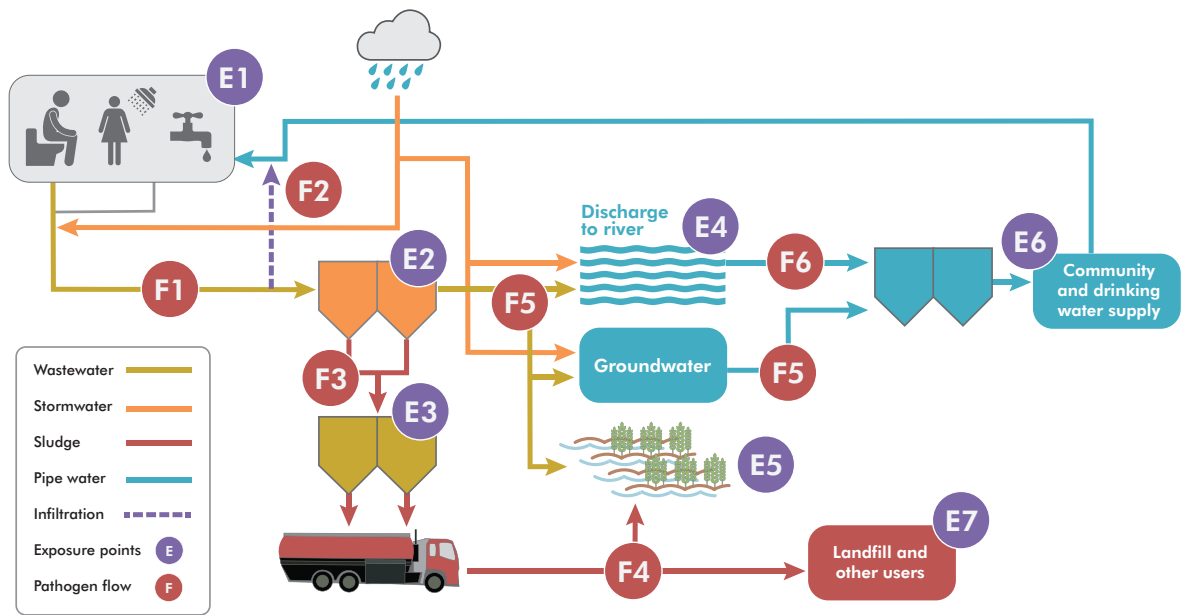 E1
F2
Discharge
to river
E4
E2
F6
E6
F1
F5
Community
and drinking
water supply
Groundwater
F5
F3
E3
E5
Wastewater
Stormwater
Sludge
Pipe water
Infiltration
Exposure points E
Pathogen flow F
E7
Landfill and
other users
F4